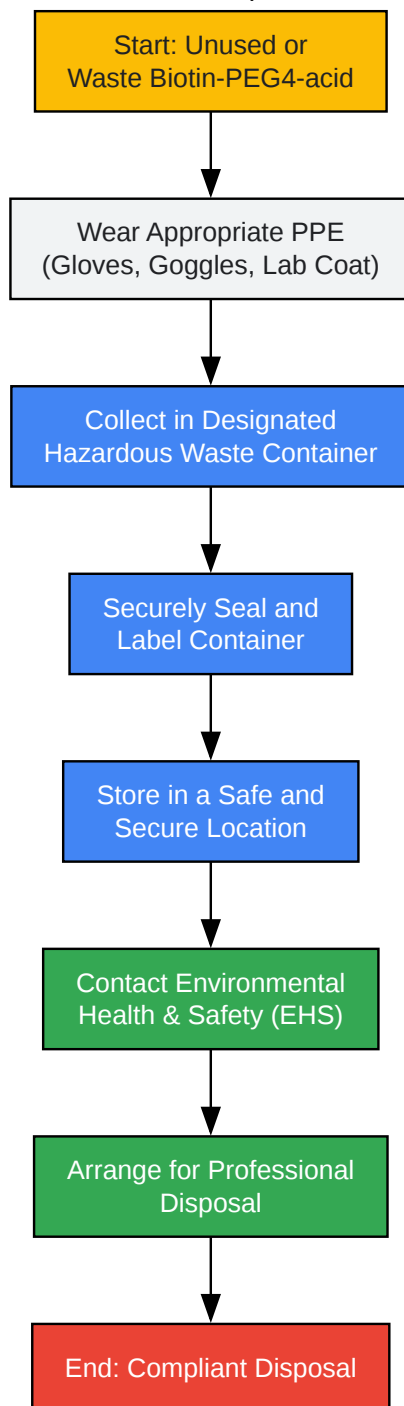 Start: Unused or
Waste Biotin-PEG4-acid
Wear Appropriate PPE
(Gloves, Goggles, Lab Coat)
Collect in Designated
Hazardous Waste Container
Securely Seal and
Label Container
Store in a Safe and
Secure Location
Contact Environmental
Health & Safety (EHS)
Arrange for Professional
Disposal
End: Compliant Disposal